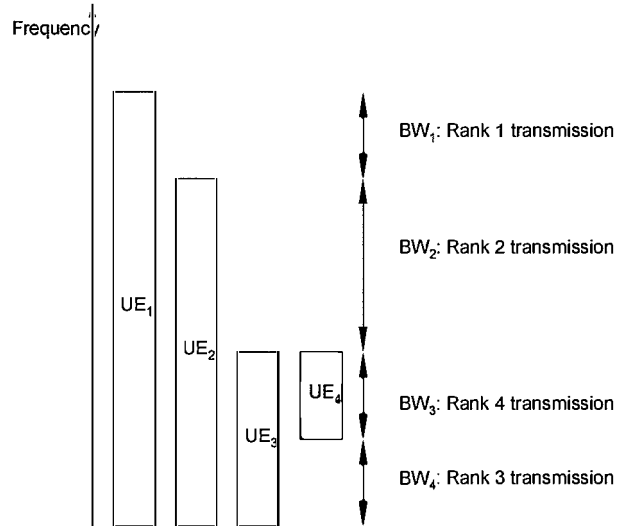 Frequency
BW₁: Rank 1 transmission
BW₂: Rank 2 transmission
UE₁
UE₂
UE₄
BW₃: Rank 4 transmission
UE₃
BW₄: Rank 3 transmission